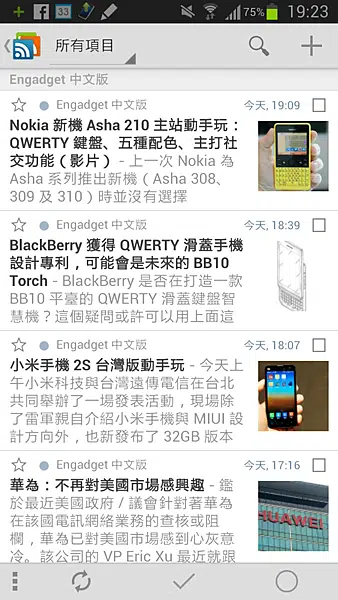 31 75% 19:23
所有項目
Engadget 中文版
Engadget 中文版 今天, 19:09
Nokia 新機 Asha 210 主站動手玩：
QWERTY 鍵盤、五種配色、主打社
交功能（影片） - 上一次 Nokia 為
Asha 系列推出新機（Asha 308、
309 及 310）時並沒有選擇
Engadget 中文版 今天, 18:39
BlackBerry 獲得 QWERTY 滑蓋手機
設計專利，可能會是未來的 BB10
Torch - BlackBerry 是否在打造一款
BB10 平臺的 QWERTY 滑蓋鍵盤智
慧機？這個疑問或許可以用上面這
Engadget 中文版 今天, 18:07
小米手機 2S 台灣版動手玩 - 今天上
午小米科技與台灣遠傳電信在台北
共同舉辦了一場發表活動，現場除
了雷軍親自介紹小米手機與 MIUI 設
計方向外，也新發布了 32GB 版本
Engadget 中文版 今天, 17:16
華為：不再對美國市場感興趣 - 鑑
於最近美國政府 / 議會針對著華為
在該國電訊網絡業務的查核或阻
欄，華為已對美國市場感到心灰意
冷。該公司的 VP Eric Xu 最近就跟
HUAWEI